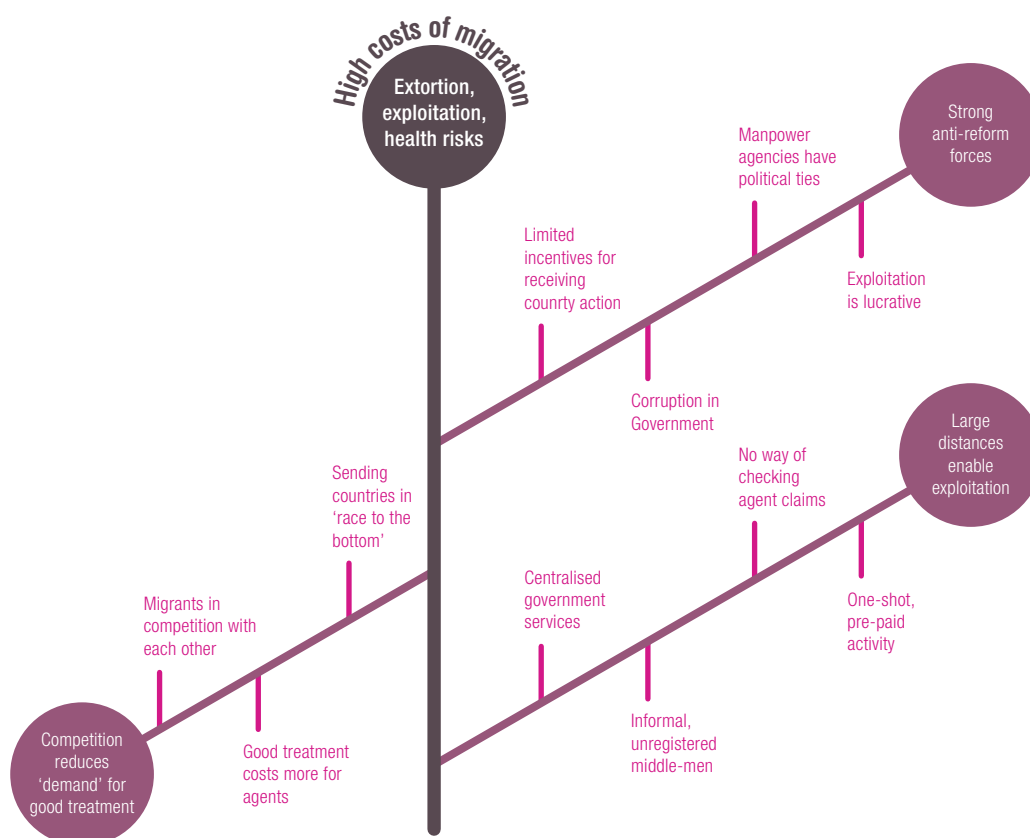 High costs of migration
Extortion,
exploitation,
health risks
Strong
anti-reform
forces
Manpower
agencies have
political ties
Limited
incentives for
receiving
counrty action
Exploitation
is lucrative
Corruption in
Government
Large
distances
enable
exploitation
No way of
checking
agent claims
Sending
countries in
‘race to the
bottom’
Centralised
government
services
One-shot,
pre-paid
activity
Migrants in
competition with
each other
Informal,
unregistered
middle-men
Good treatment
costs more for
agents
Competition
reduces
‘demand’ for
good treatment